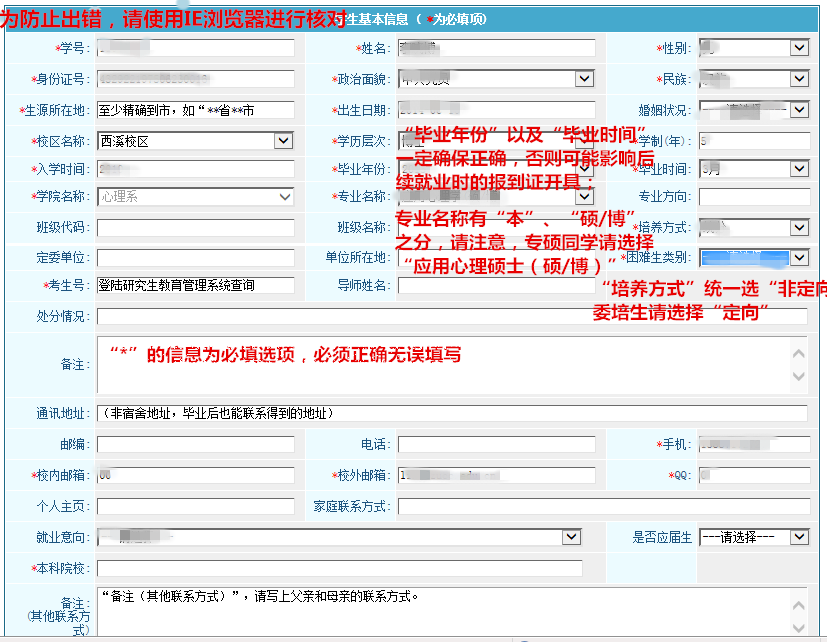 为防止出错，请使用IE浏览器进行核对
生基本信息（ *为必填项)
*学号: *姓名: *性别:
*身份证号: *政治面貌: *民族:
*生源所在地: 至少精确到市，如“**省**市 *出生日期: 婚姻状况:
*校区名称: 西溪校区 *学历层次: *学制(年): 5
“毕业年份”以及“毕业时间”
一定确保正确，否则可能影响后
续就业时的报到证开具；
*入学时间: *毕业年份: *毕业时间: 月
*学院名称: 心理系 *专业名称: 专业方向:
专业名称有“本”、“硕/博”
之分，请注意，专硕同学请选择
“应用心理硕士（硕/博）”
班级代码: 班级名称: *培养方式:
定委单位: 单位所在地: *困难生类别:
*考生号: 登陆研究生教育管理系统查询 导师姓名:
“培养方式”统一选“非定向
委培生请选择“定向”
处分情况:
备注: “*”的信息为必填选项，必须正确无误填写
通讯地址: （非宿舍地址，毕业后也能联系得到的地址）
邮编: 电话: *手机:
*校内邮箱: *校外邮箱: *QQ:
个人主页: 家庭联系方式:
就业意向: 是否应届生 ---请选择---
*本科院校:
备注: “备注（其他联系方式）”，请写上父亲和母亲的联系方式。
(其他联系方
式)